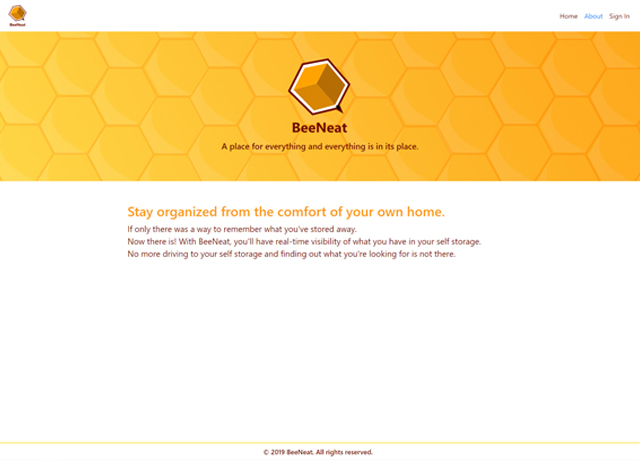 BeeNeat
Home About Sign In
BeeNeat
A place for everything and everything is in its place.
Stay organized from the comfort of your own home.
If only there was a way to remember what you've stored away.
Now there is! With BeeNeat, you'll have real-time visibility of what you have in your self storage.
No more driving to your self storage and finding out what you're looking for is not there.
© 2019 BeeNeat. All rights reserved.